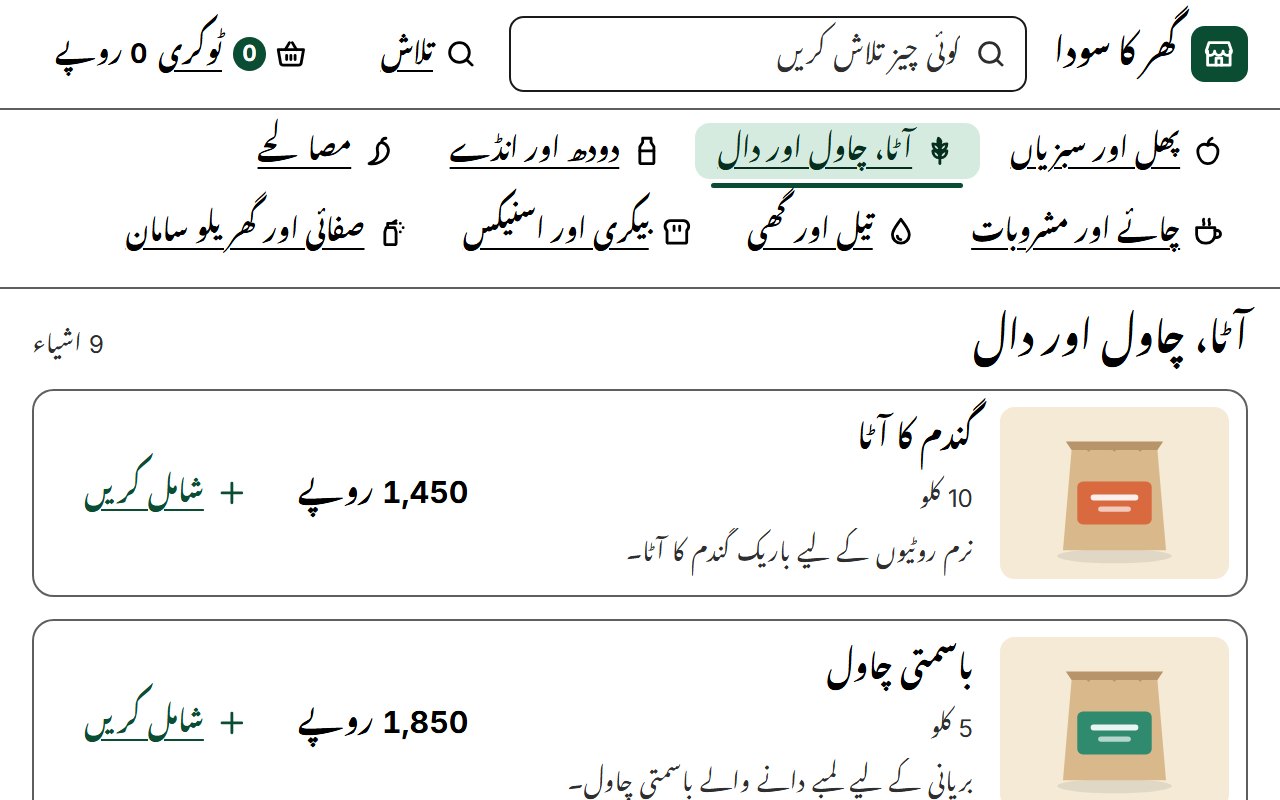 گھر کا سودا
کوئی چیز تلاش کریں
تلاش
0 ٹوکری 0 روپے
پھل اور سبزیاں
آٹا، چاول اور دال
دودھ اور انڈے
مصالحے
چائے اور مشروبات
تیل اور گھی
بیکری اور اسنیکس
صفائی اور گھریلو سامان
آٹا، چاول اور دال
9 اشیاء
گندم کا آٹا
10 کلو
نرم روٹیوں کے لیے باریک گندم کا آٹا۔
1,450 روپے
شامل کریں
باسمتی چاول
5 کلو
بریانی کے لیے لمبے دانے والے باسمتی چاول۔
1,850 روپے
شامل کریں